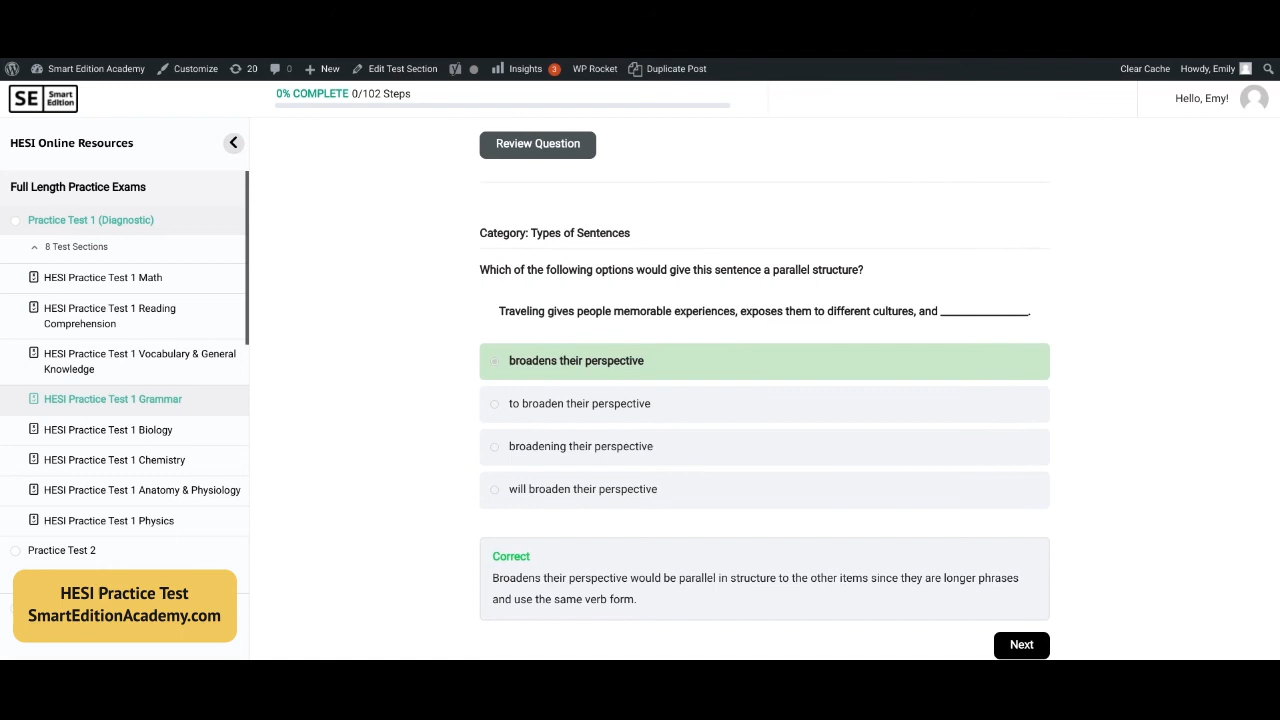 Smart Edition Academy Customize 20 0 New Edit Test Section Insights 3 WP Rocket Duplicate Post Clear Cache Howdy, Emily
SE Smart Edition
0% COMPLETE 0/102 Steps
Hello, Emy!
HESI Online Resources
Full Length Practice Exams
Practice Test 1 (Diagnostic)
8 Test Sections
HESI Practice Test 1 Math
HESI Practice Test 1 Reading
Comprehension
HESI Practice Test 1 Vocabulary & General
Knowledge
HESI Practice Test 1 Grammar
HESI Practice Test 1 Biology
HESI Practice Test 1 Chemistry
HESI Practice Test 1 Anatomy & Physiology
HESI Practice Test 1 Physics
Practice Test 2
HESI Practice Test
SmartEditionAcademy.com
Review Question
Category: Types of Sentences
Which of the following options would give this sentence a parallel structure?
Traveling gives people memorable experiences, exposes them to different cultures, and _______________.
broadens their perspective
to broaden their perspective
broadening their perspective
will broaden their perspective
Correct
Broadens their perspective would be parallel in structure to the other items since they are longer phrases
and use the same verb form.
Next